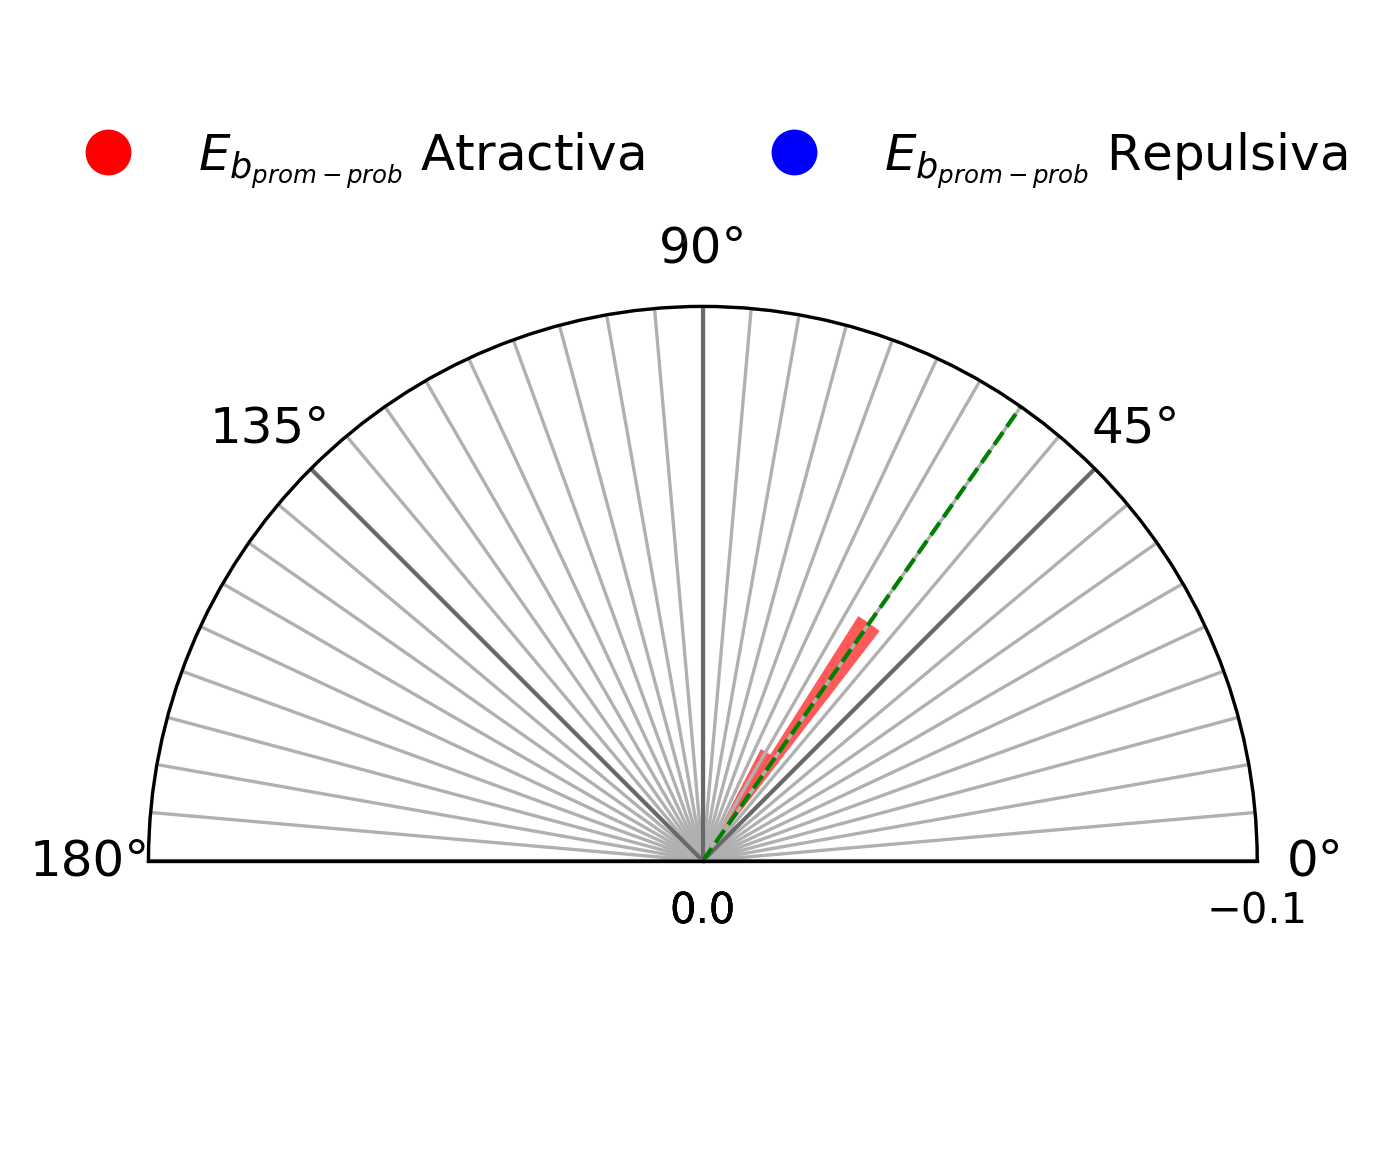 E_{b_{prom-prob}} Atractiva E_{b_{prom-prob}} Repulsiva
90°
135° 45°
180° 0°
0.0 −0.1